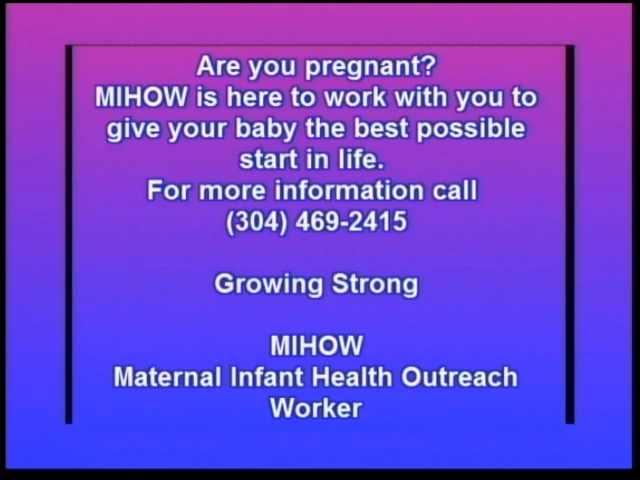 Are you pregnant?
MIHOW is here to work with you to
give your baby the best possible
start in life.
For more information call
(304) 469-2415
Growing Strong
MIHOW
Maternal Infant Health Outreach
Worker